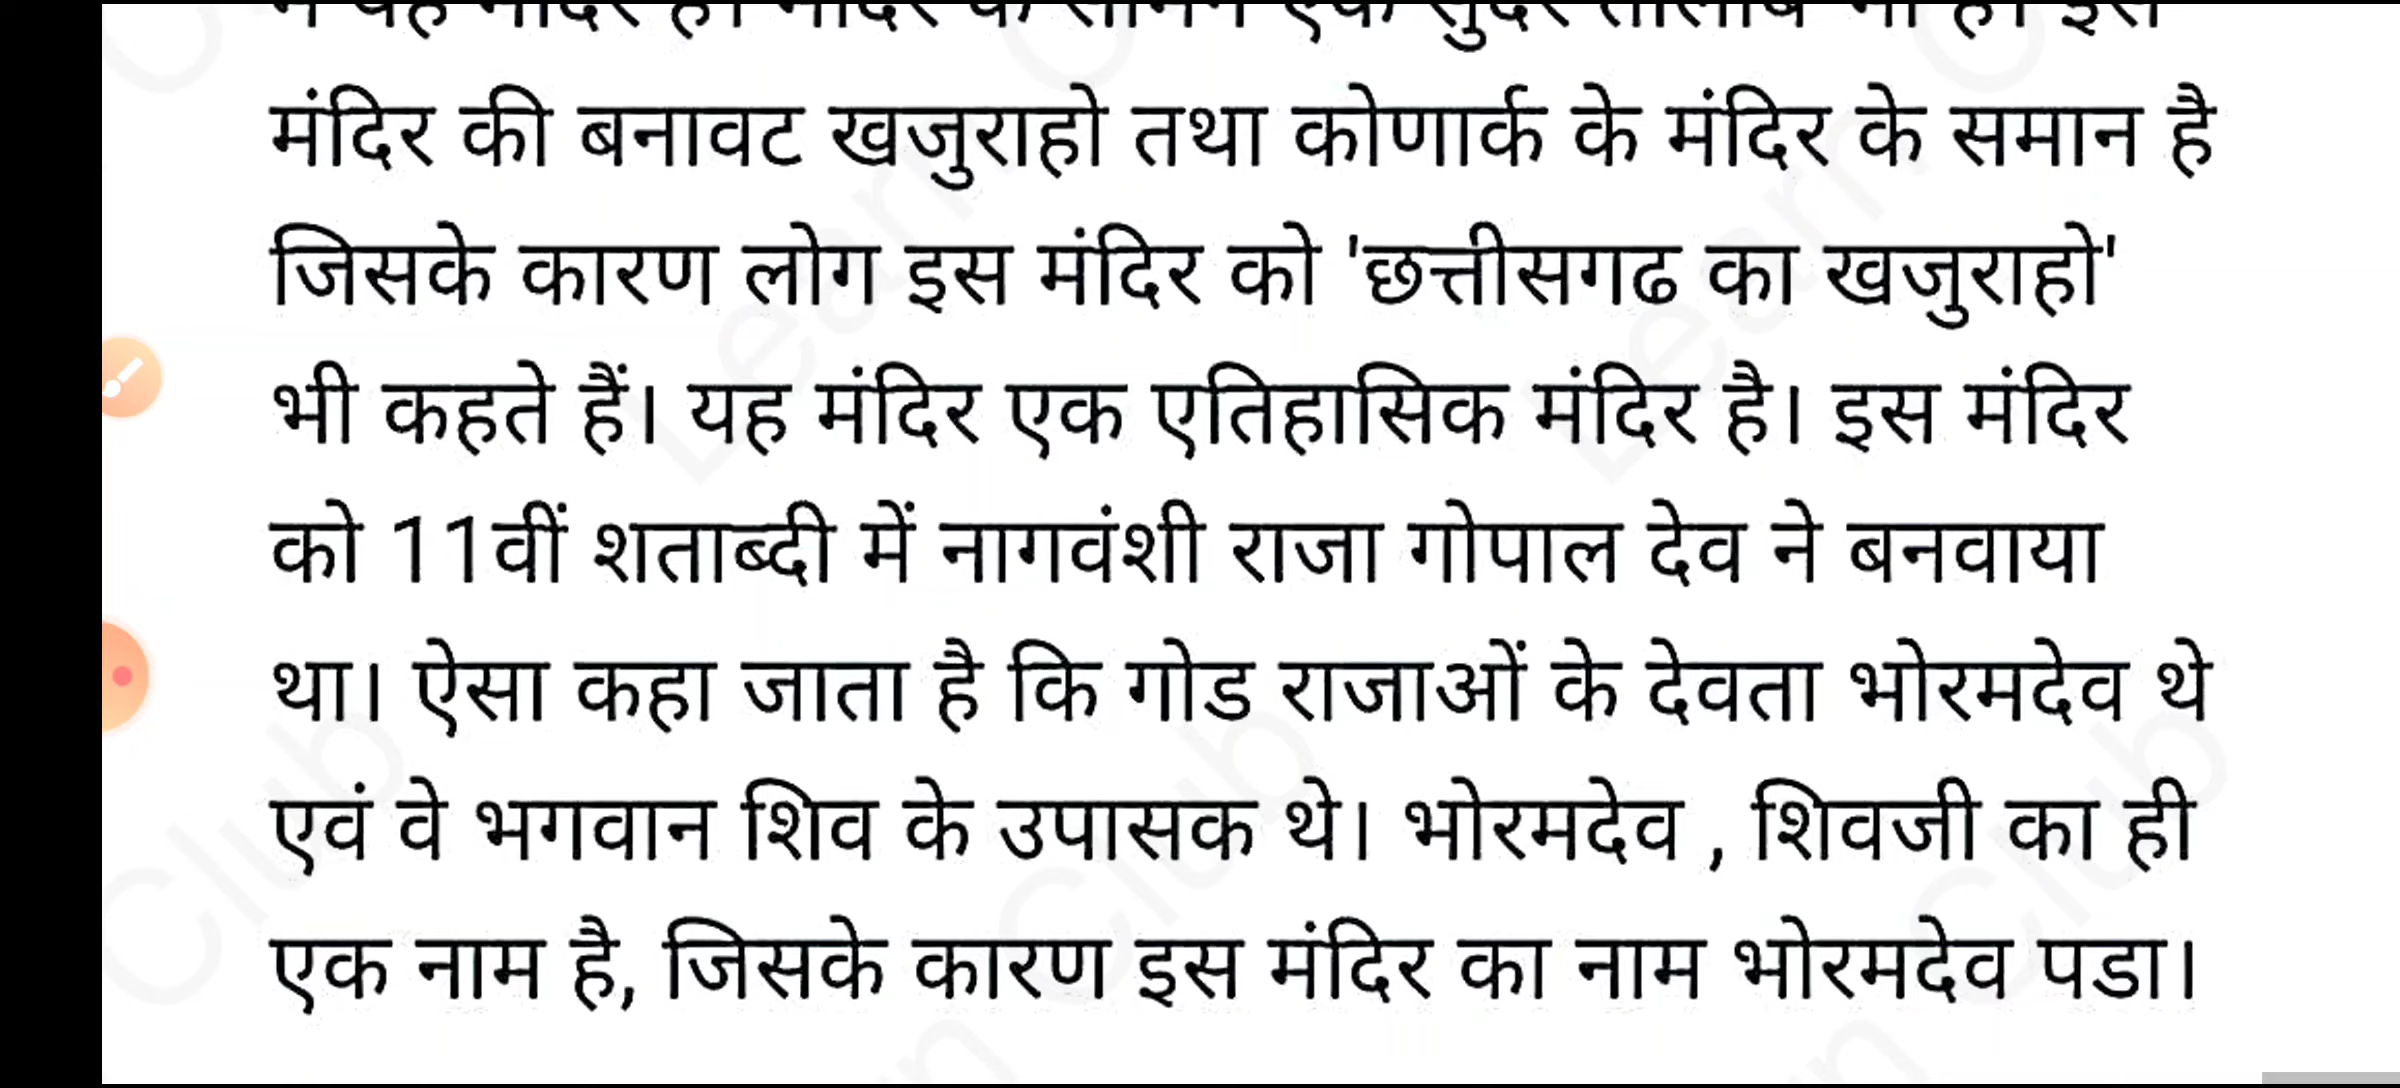 मंदिर की बनावट खजुराहो तथा कोणार्क के मंदिर के समान है
जिसके कारण लोग इस मंदिर को 'छत्तीसगढ का खजुराहो'
भी कहते हैं। यह मंदिर एक एतिहासिक मंदिर है। इस मंदिर
को 11वीं शताब्दी में नागवंशी राजा गोपाल देव ने बनवाया
था। ऐसा कहा जाता है कि गोड राजाओं के देवता भोरमदेव थे
एवं वे भगवान शिव के उपासक थे। भोरमदेव , शिवजी का ही
एक नाम है, जिसके कारण इस मंदिर का नाम भोरमदेव पडा।